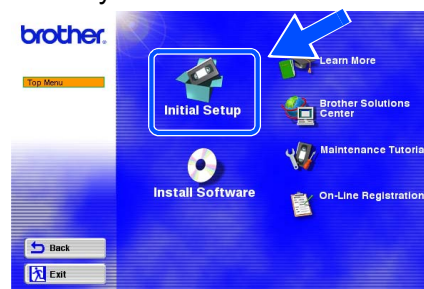 brother.
Top Menu
Initial Setup
Install Software
Learn More
Brother Solutions
Center
Maintenance Tutoria
On-Line Registration
Back
Exit